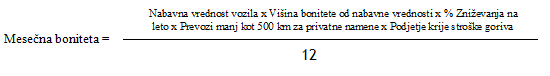 Nabavna vrednost vozila x Višina bonitete od nabavne vrednosti x % Zniževanja na
leto x Prevozi manj kot 500 km za privatne namene x Podjetje krije stroške goriva
Mesečna boniteta =
12